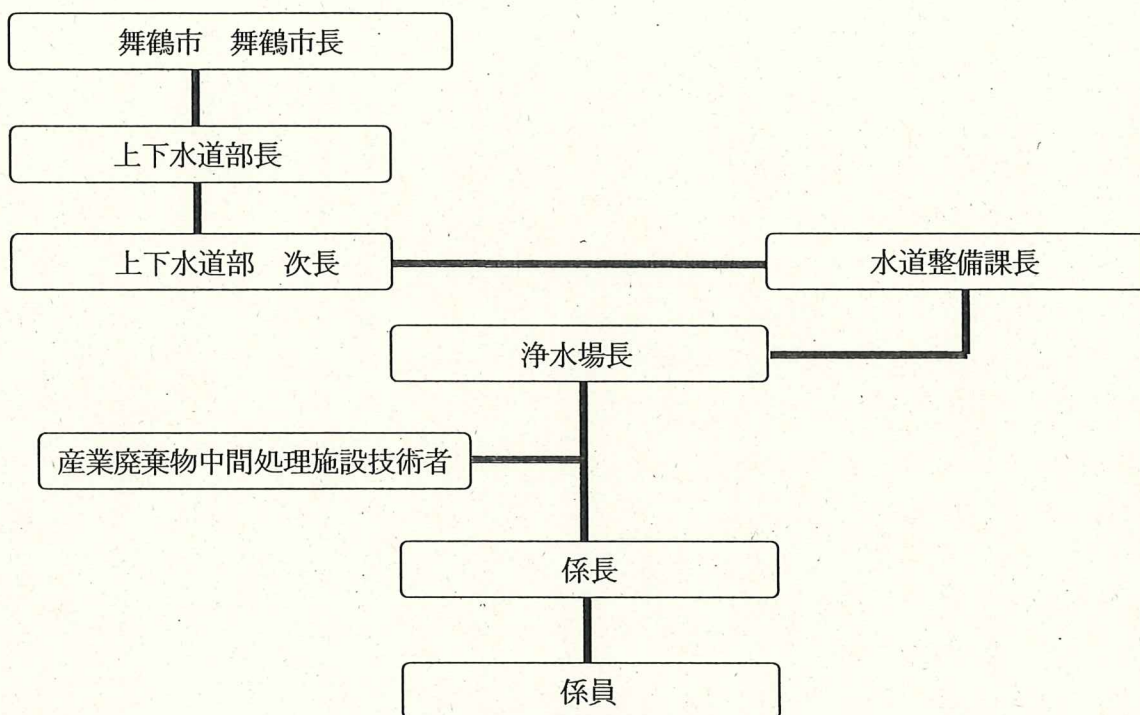 舞鶴市　舞鶴市長
上下水道部長
上下水道部　次長
水道整備課長
浄水場長
産業廃棄物中間処理施設技術者
係長
係員